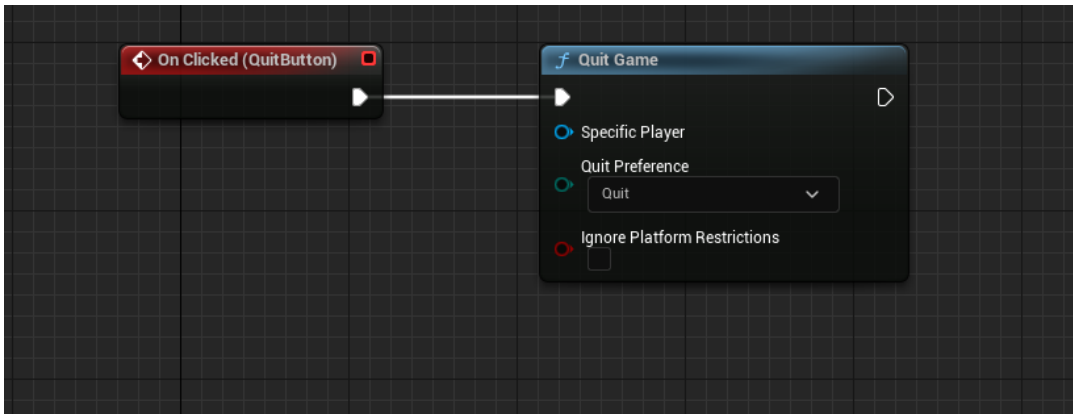 On Clicked (QuitButton)
Quit Game
Specific Player
Quit Preference
Quit
Ignore Platform Restrictions